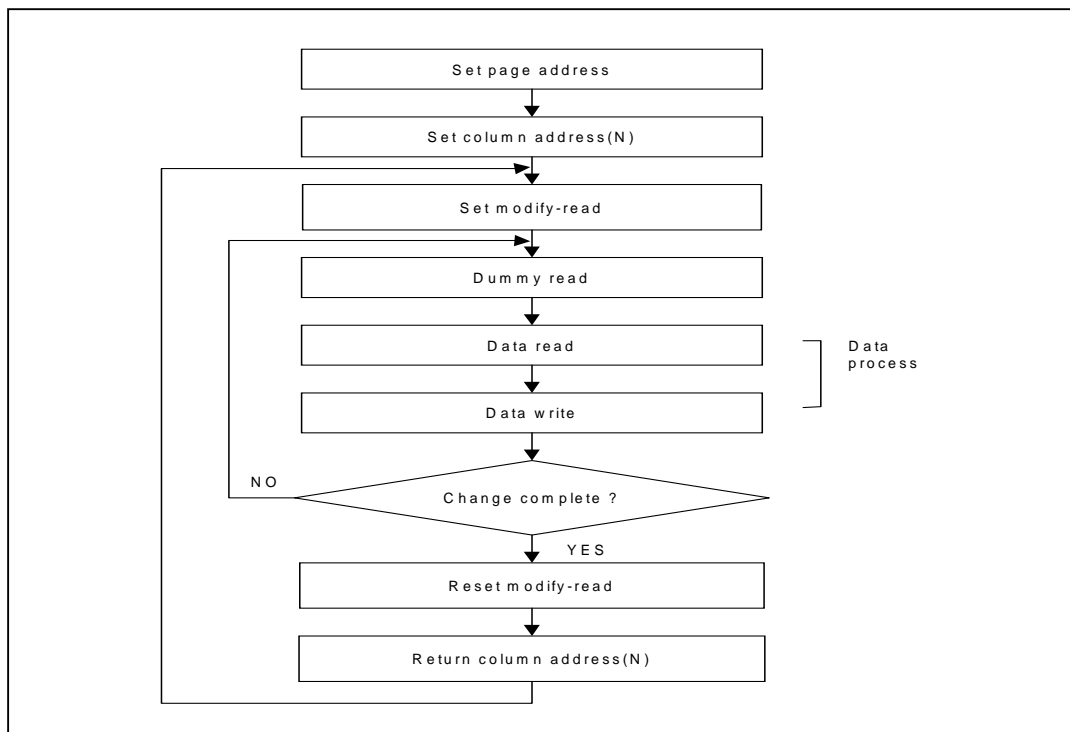 Set page address
Set column address(N)
Set modify-read
Dummy read
Data read
Data
process
Data write
NO
Change complete ?
YES
Reset modify-read
Return column address(N)